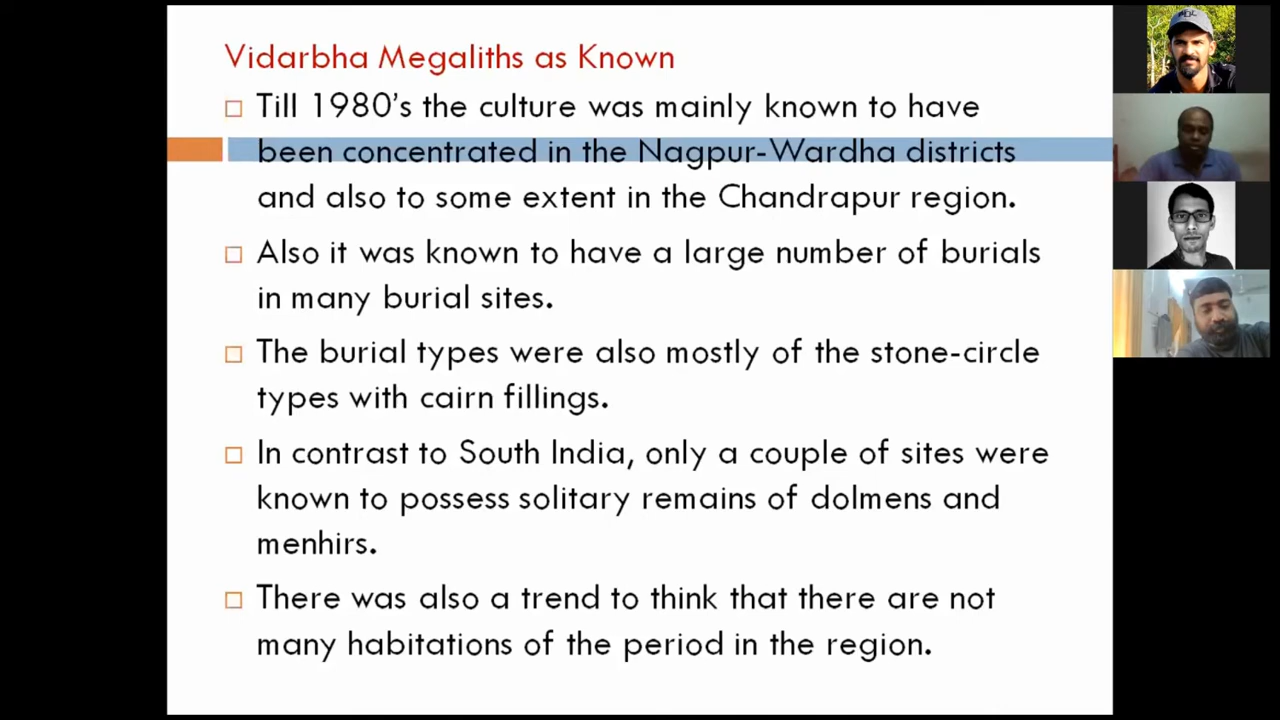 Vidarbha Megaliths as Known
Till 1980's the culture was mainly known to have
been concentrated in the Nagpur-Wardha districts
and also to some extent in the Chandrapur region.
Also it was known to have a large number of burials
in many burial sites.
The burial types were also mostly of the stone-circle
types with cairn fillings.
In contrast to South India, only a couple of sites were
known to possess solitary remains of dolmens and
menhirs.
There was also a trend to think that there are not
many habitations of the period in the region.